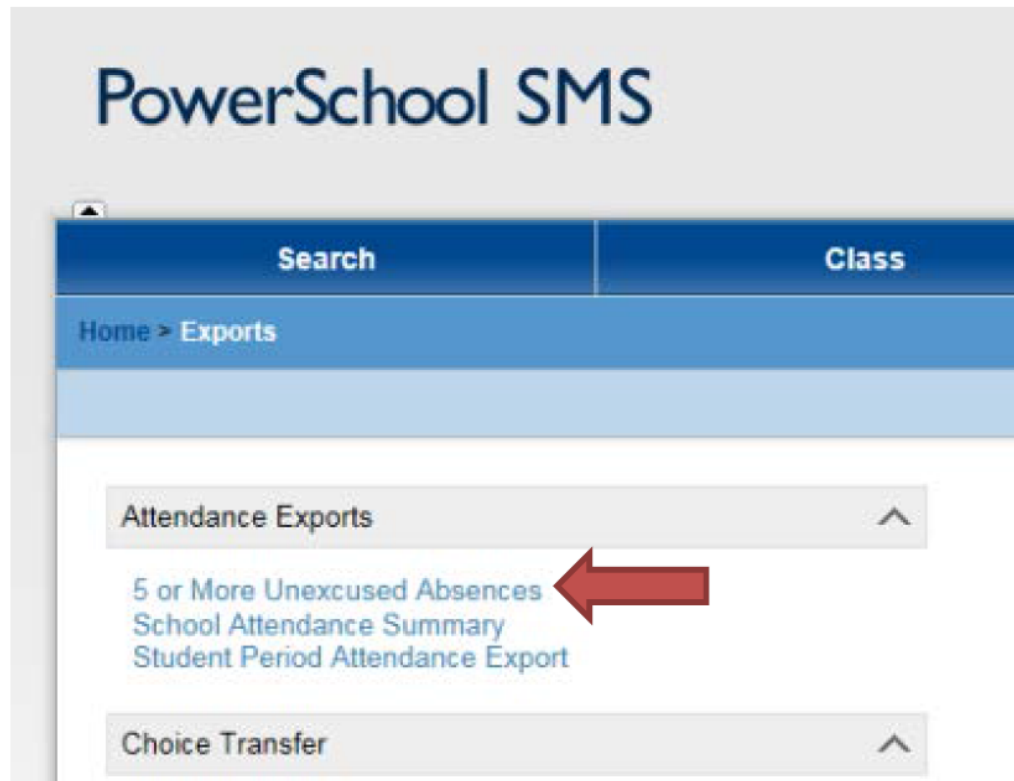 PowerSchool SMS
Search Class
Home > Exports
Attendance Exports
5 or More Unexcused Absences
School Attendance Summary
Student Period Attendance Export
Choice Transfer